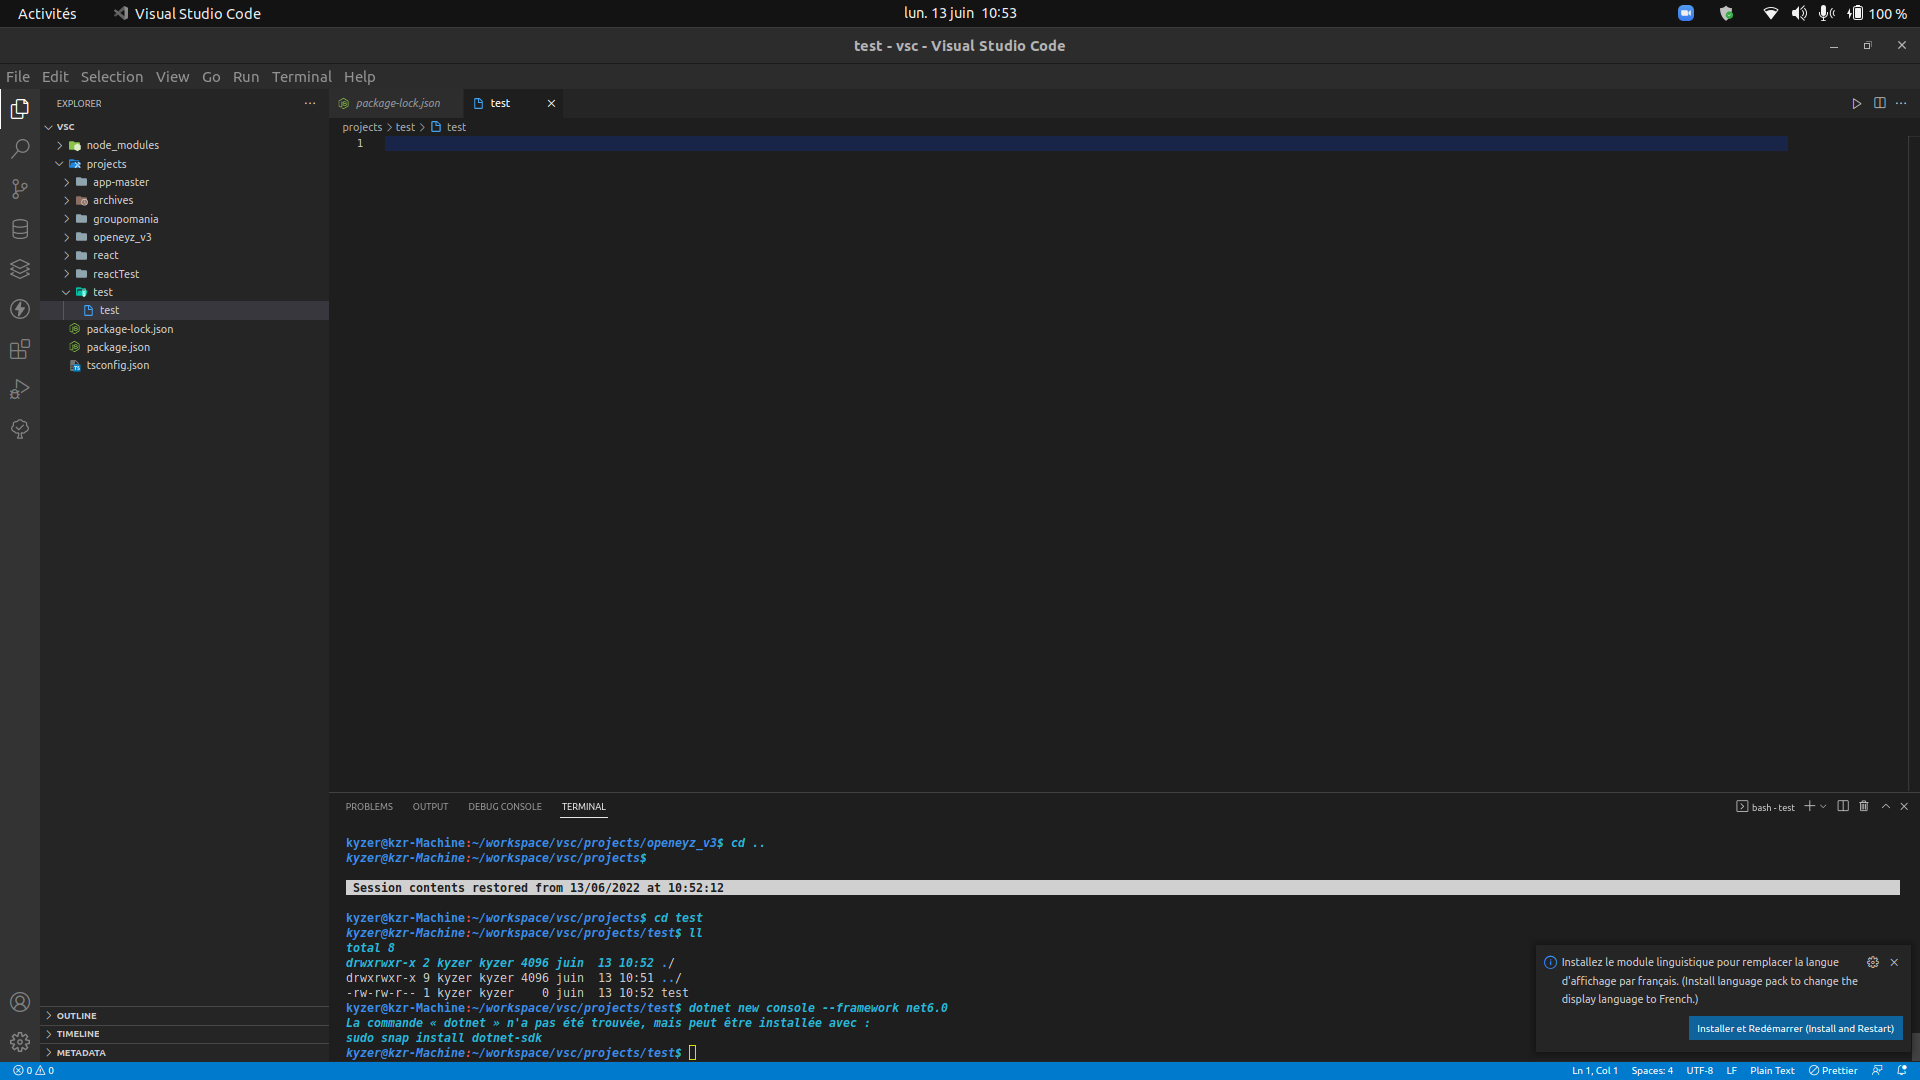 Activités
Visual Studio Code
lun. 13 juin 10:53
100 %
test - vsc - Visual Studio Code
File Edit Selection View Go Run Terminal Help
EXPLORER
VSC
node_modules
projects
app-master
archives
groupomania
openeyz_v3
react
reactTest
test
test
package-lock.json
package.json
tsconfig.json
OUTLINE
TIMELINE
METADATA
package-lock.json
test
projects > test > test
1
PROBLEMS OUTPUT DEBUG CONSOLE TERMINAL
bash - test
kyzer@kzr-Machine:~/workspace/vsc/projects/openeyz_v3$ cd ..
kyzer@kzr-Machine:~/workspace/vsc/projects$
Session contents restored from 13/06/2022 at 10:52:12
kyzer@kzr-Machine:~/workspace/vsc/projects$ cd test
kyzer@kzr-Machine:~/workspace/vsc/projects/test$ ll
total 8
drwxrwxr-x 2 kyzer kyzer 4096 juin  13 10:52 ./
drwxrwxr-x 9 kyzer kyzer 4096 juin  13 10:51 ../
-rw-rw-r-- 1 kyzer kyzer    0 juin  13 10:52 test
kyzer@kzr-Machine:~/workspace/vsc/projects/test$ dotnet new console --framework net6.0
La commande « dotnet » n'a pas été trouvée, mais peut être installée avec :
sudo snap install dotnet-sdk
kyzer@kzr-Machine:~/workspace/vsc/projects/test$
Installez le module linguistique pour remplacer la langue
d'affichage par français. (Install language pack to change the
display language to French.)
Installer et Redémarrer (Install and Restart)
0 0
Ln 1, Col 1 Spaces: 4 UTF-8 LF Plain Text Prettier